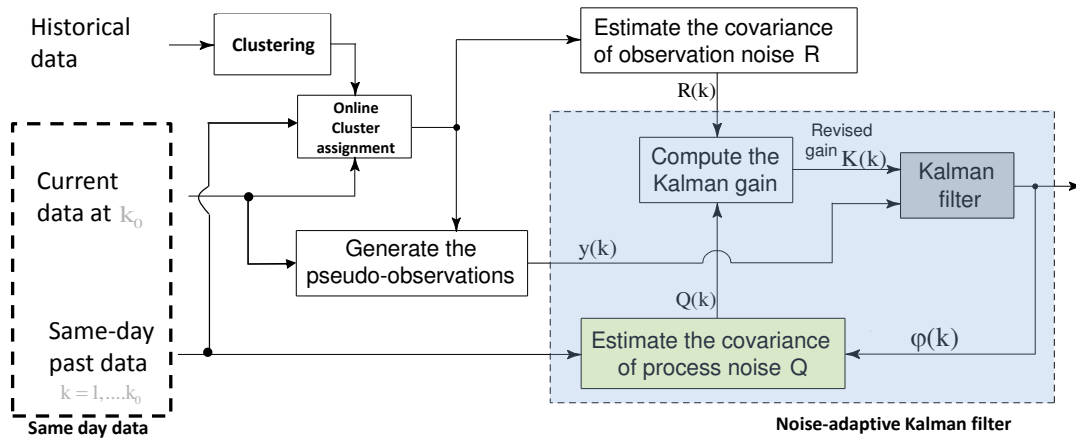 Historical
data
Clustering
Estimate the covariance
of observation noise R
R(k)
Online
Cluster
assignment
Revised
gain K(k)
Compute the
Kalman gain
Kalman
filter
Current
data at k₀
Generate the
pseudo-observations
y(k)
Q(k)
Same-day
past data
k = 1,....k₀
Estimate the covariance
of process noise Q
φ(k)
Same day data
Noise-adaptive Kalman filter